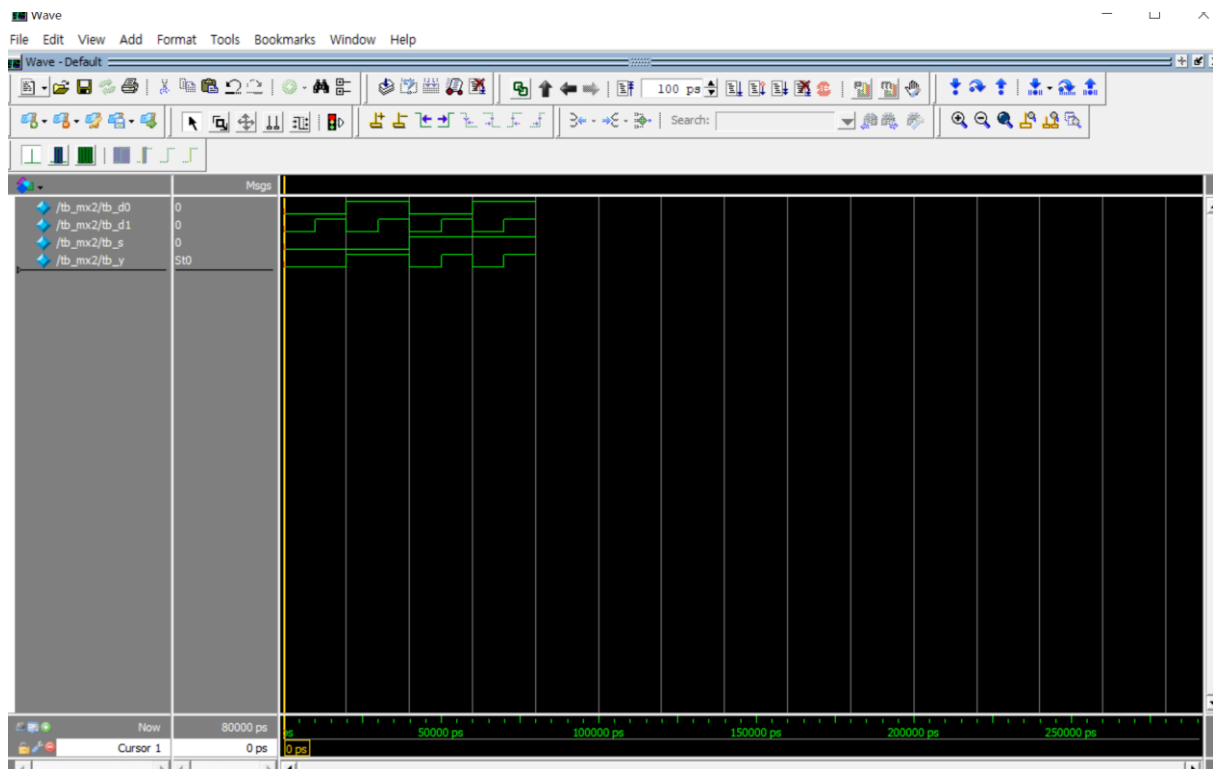 Wave
File Edit View Add Format Tools Bookmarks Window Help
Wave - Default
100 ps
Search:
Msgs
/tb_mx2/tb_d0 0
/tb_mx2/tb_d1 0
/tb_mx2/tb_s 0
/tb_mx2/tb_y St0
Now 80000 ps
ps 50000 ps 100000 ps 150000 ps 200000 ps 250000 ps
Cursor 1 0 ps 0 ps